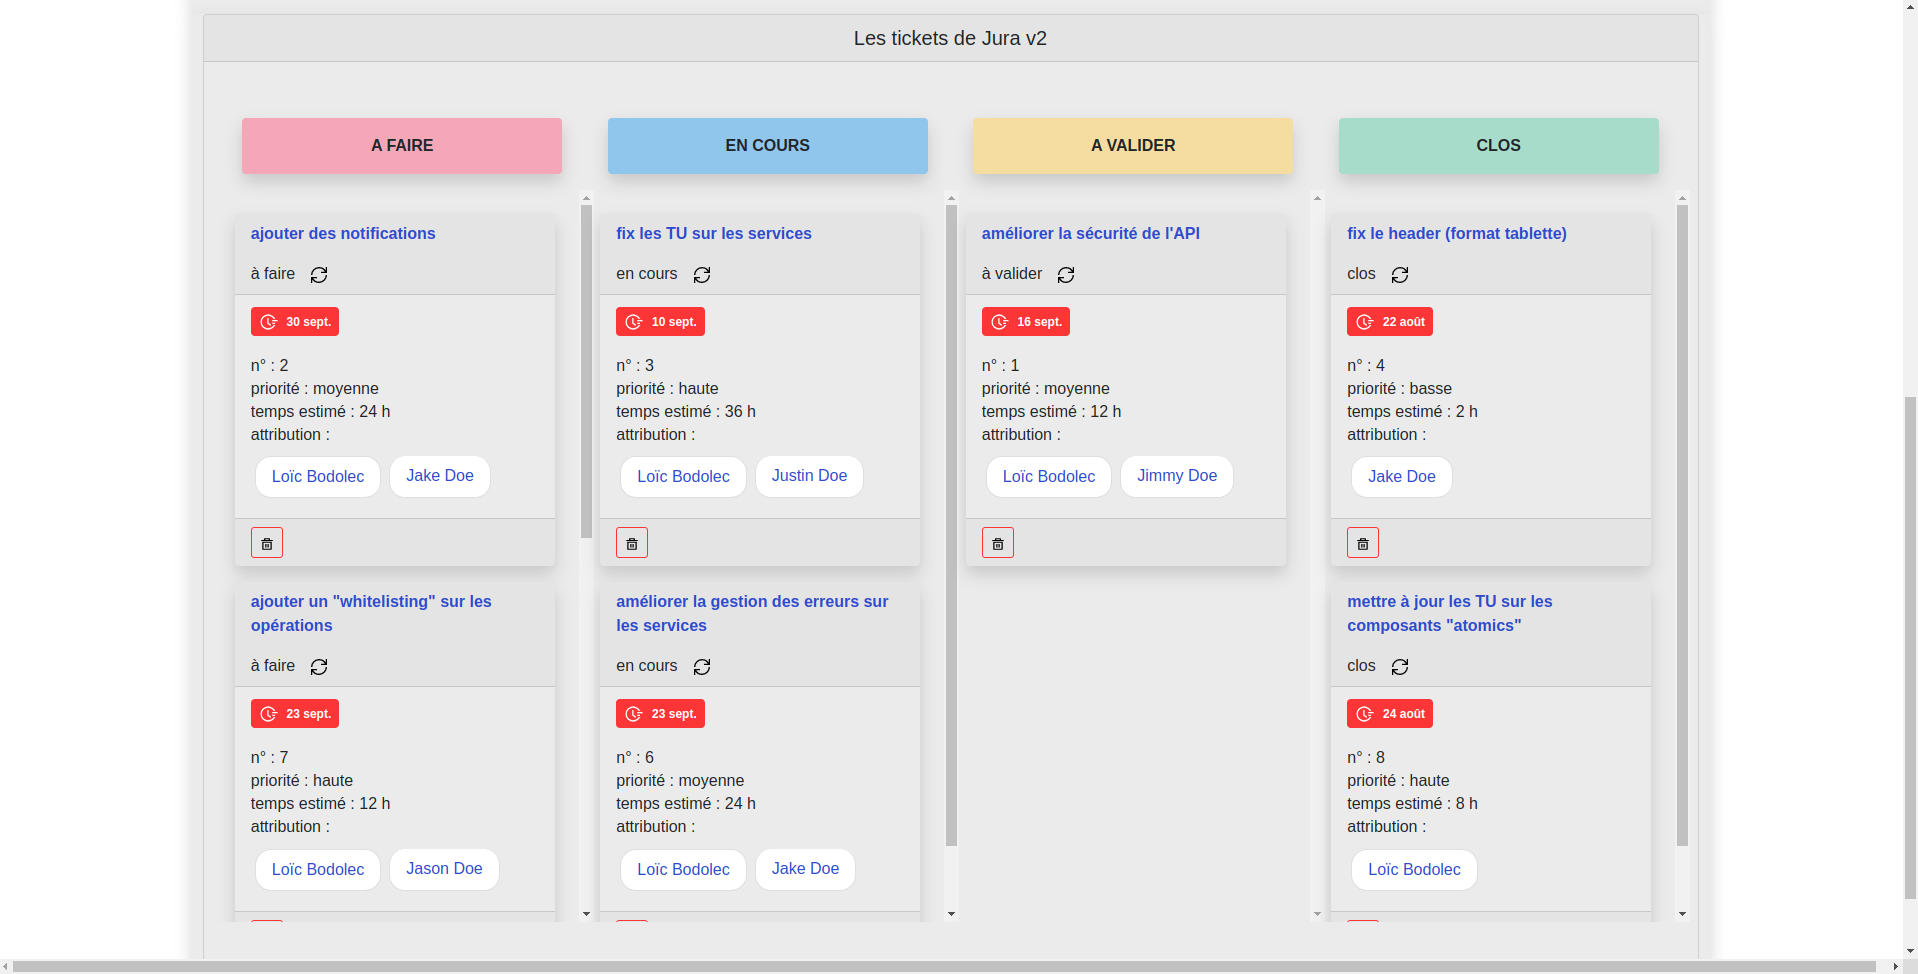 Les tickets de Jura v2
A FAIRE
EN COURS
A VALIDER
CLOS
ajouter des notifications
à faire
30 sept.
n° : 2
priorité : moyenne
temps estimé : 24 h
attribution :
Loïc Bodolec
Jake Doe
ajouter un "whitelisting" sur les
opérations
à faire
23 sept.
n° : 7
priorité : haute
temps estimé : 12 h
attribution :
Loïc Bodolec
Jason Doe
fix les TU sur les services
en cours
10 sept.
n° : 3
priorité : haute
temps estimé : 36 h
attribution :
Loïc Bodolec
Justin Doe
améliorer la gestion des erreurs sur
les services
en cours
23 sept.
n° : 6
priorité : moyenne
temps estimé : 24 h
attribution :
Loïc Bodolec
Jake Doe
améliorer la sécurité de l'API
à valider
16 sept.
n° : 1
priorité : moyenne
temps estimé : 12 h
attribution :
Loïc Bodolec
Jimmy Doe
fix le header (format tablette)
clos
22 août
n° : 4
priorité : basse
temps estimé : 2 h
attribution :
Jake Doe
mettre à jour les TU sur les
composants "atomics"
clos
24 août
n° : 8
priorité : haute
temps estimé : 8 h
attribution :
Loïc Bodolec